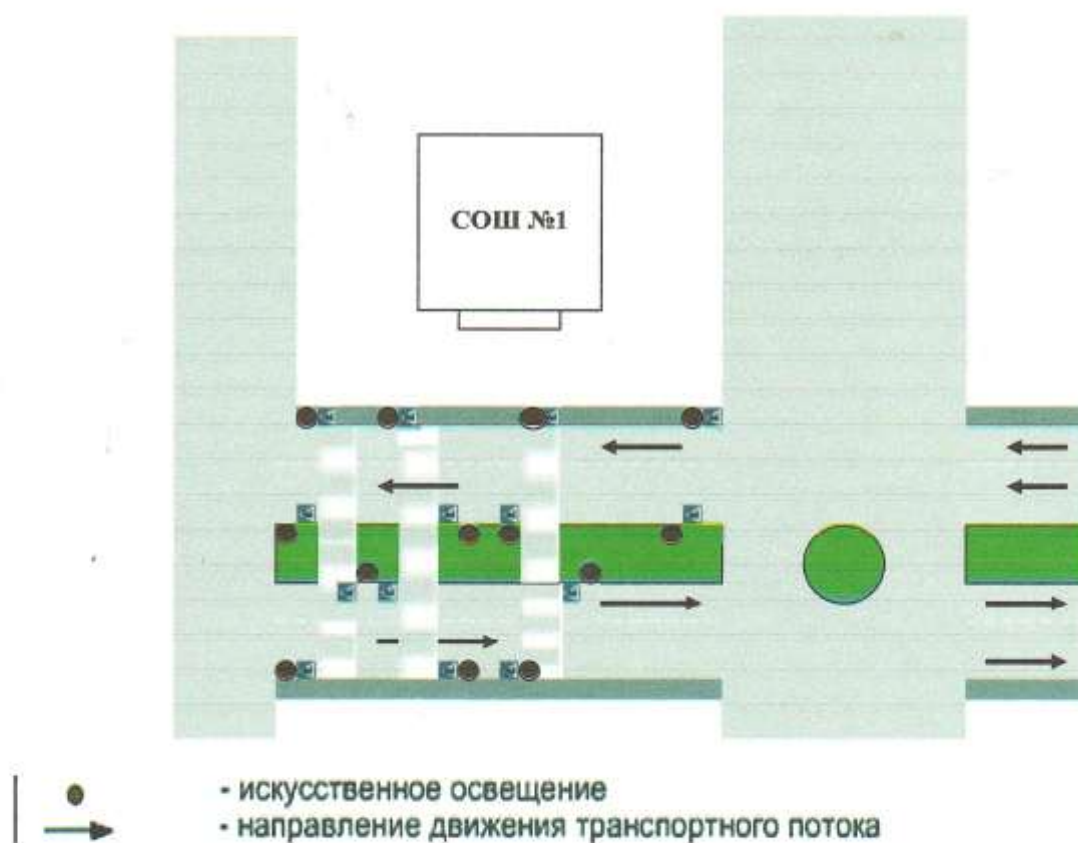 СОШ №1
- искусственное освещение
- направление движения транспортного потока